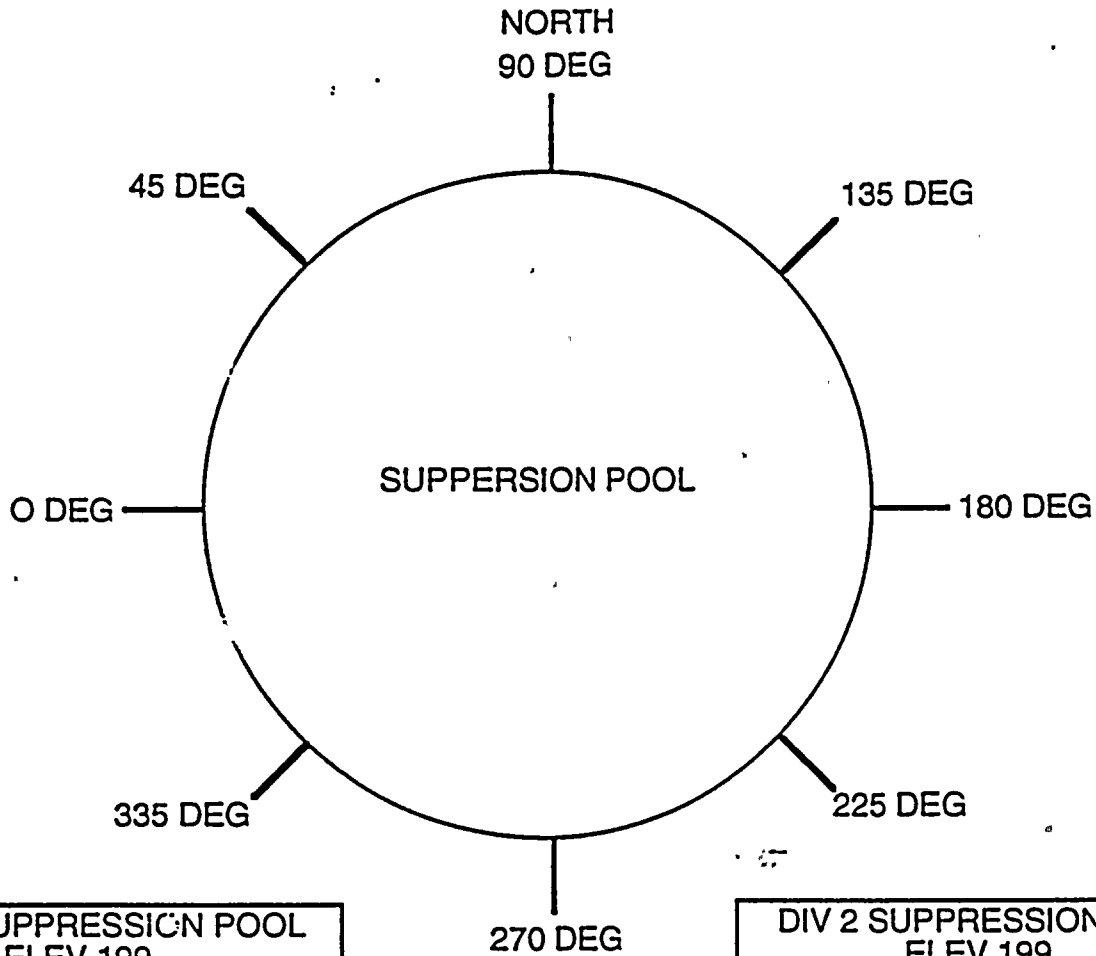 NORTH
90 DEG
45 DEG
135 DEG
SUPPERSION POOL
O DEG
180 DEG
335 DEG
225 DEG
270 DEG
UPPRESSION POOL
DIV 2 SUPPRESSION
ELEV 199